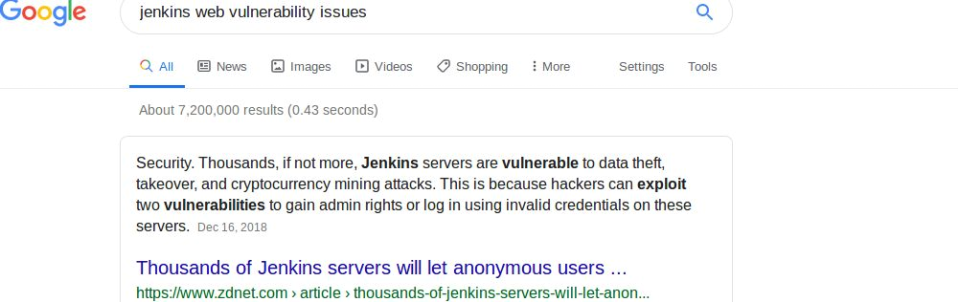 Google jenkins web vulnerability issues
All News Images Videos Shopping More Settings Tools
About 7,200,000 results (0.43 seconds)
Security. Thousands, if not more, Jenkins servers are vulnerable to data theft,
takeover, and cryptocurrency mining attacks. This is because hackers can exploit
two vulnerabilities to gain admin rights or log in using invalid credentials on these
servers. Dec 16, 2018
Thousands of Jenkins servers will let anonymous users ...
https://www.zdnet.com › article › thousands-of-jenkins-servers-will-let-anon...